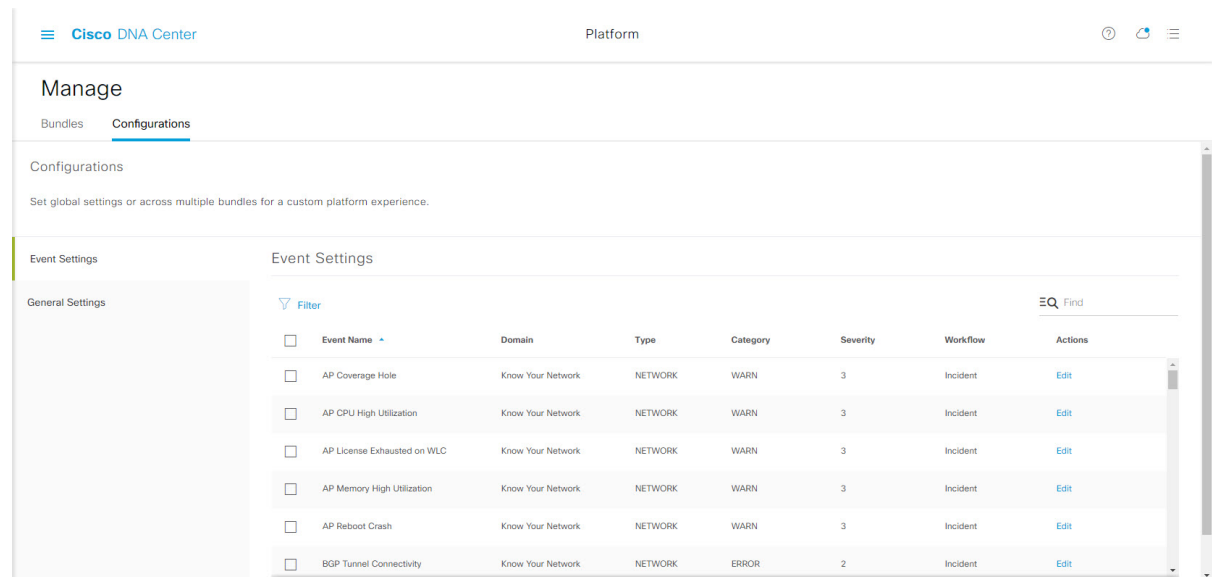 Cisco DNA Center Platform
Manage
Bundles Configurations
Configurations
Set global settings or across multiple bundles for a custom platform experience.
Event Settings
General Settings
Event Settings
Filter Find
Event Name Domain Type Category Severity Workflow Actions
AP Coverage Hole Know Your Network NETWORK WARN 3 Incident Edit
AP CPU High Utilization Know Your Network NETWORK WARN 3 Incident Edit
AP License Exhausted on WLC Know Your Network NETWORK WARN 3 Incident Edit
AP Memory High Utilization Know Your Network NETWORK WARN 3 Incident Edit
AP Reboot Crash Know Your Network NETWORK WARN 3 Incident Edit
BGP Tunnel Connectivity Know Your Network NETWORK ERROR 2 Incident Edit